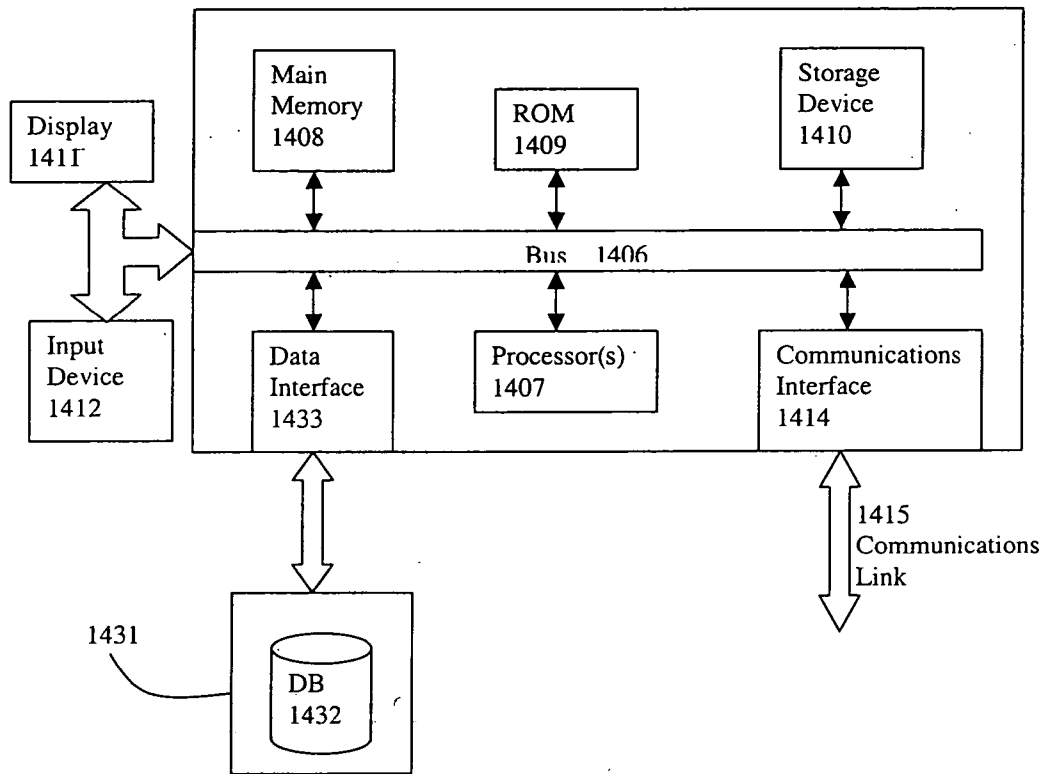 Main
Memory
1408
ROM
1409
Storage
Device
1410
Display
1411
Bus 1406
Input
Device
1412
Data
Interface
1433
Processor(s)
1407
Communications
Interface
1414
1415
Communications
Link
1431
DB
1432